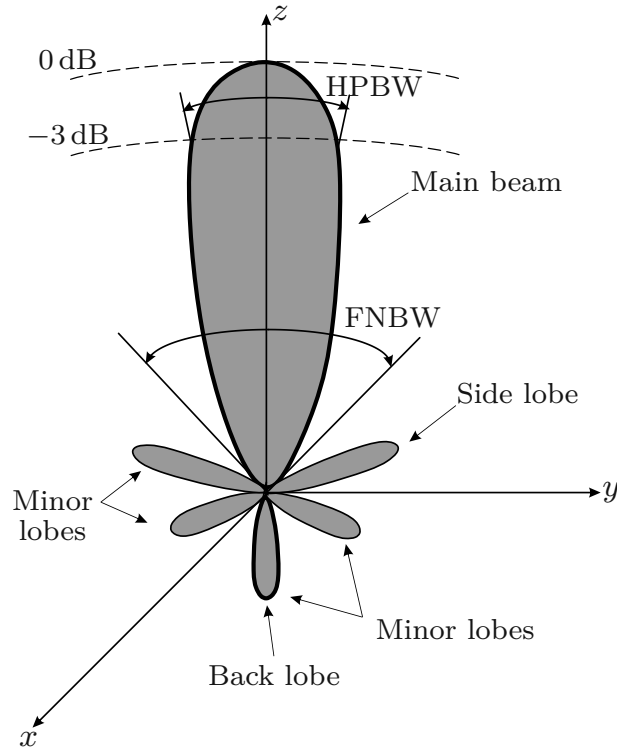 z
0 dB
HPBW
−3 dB
Main beam
FNBW
Side lobe
y
Minor
lobes
Minor lobes
Back lobe
x